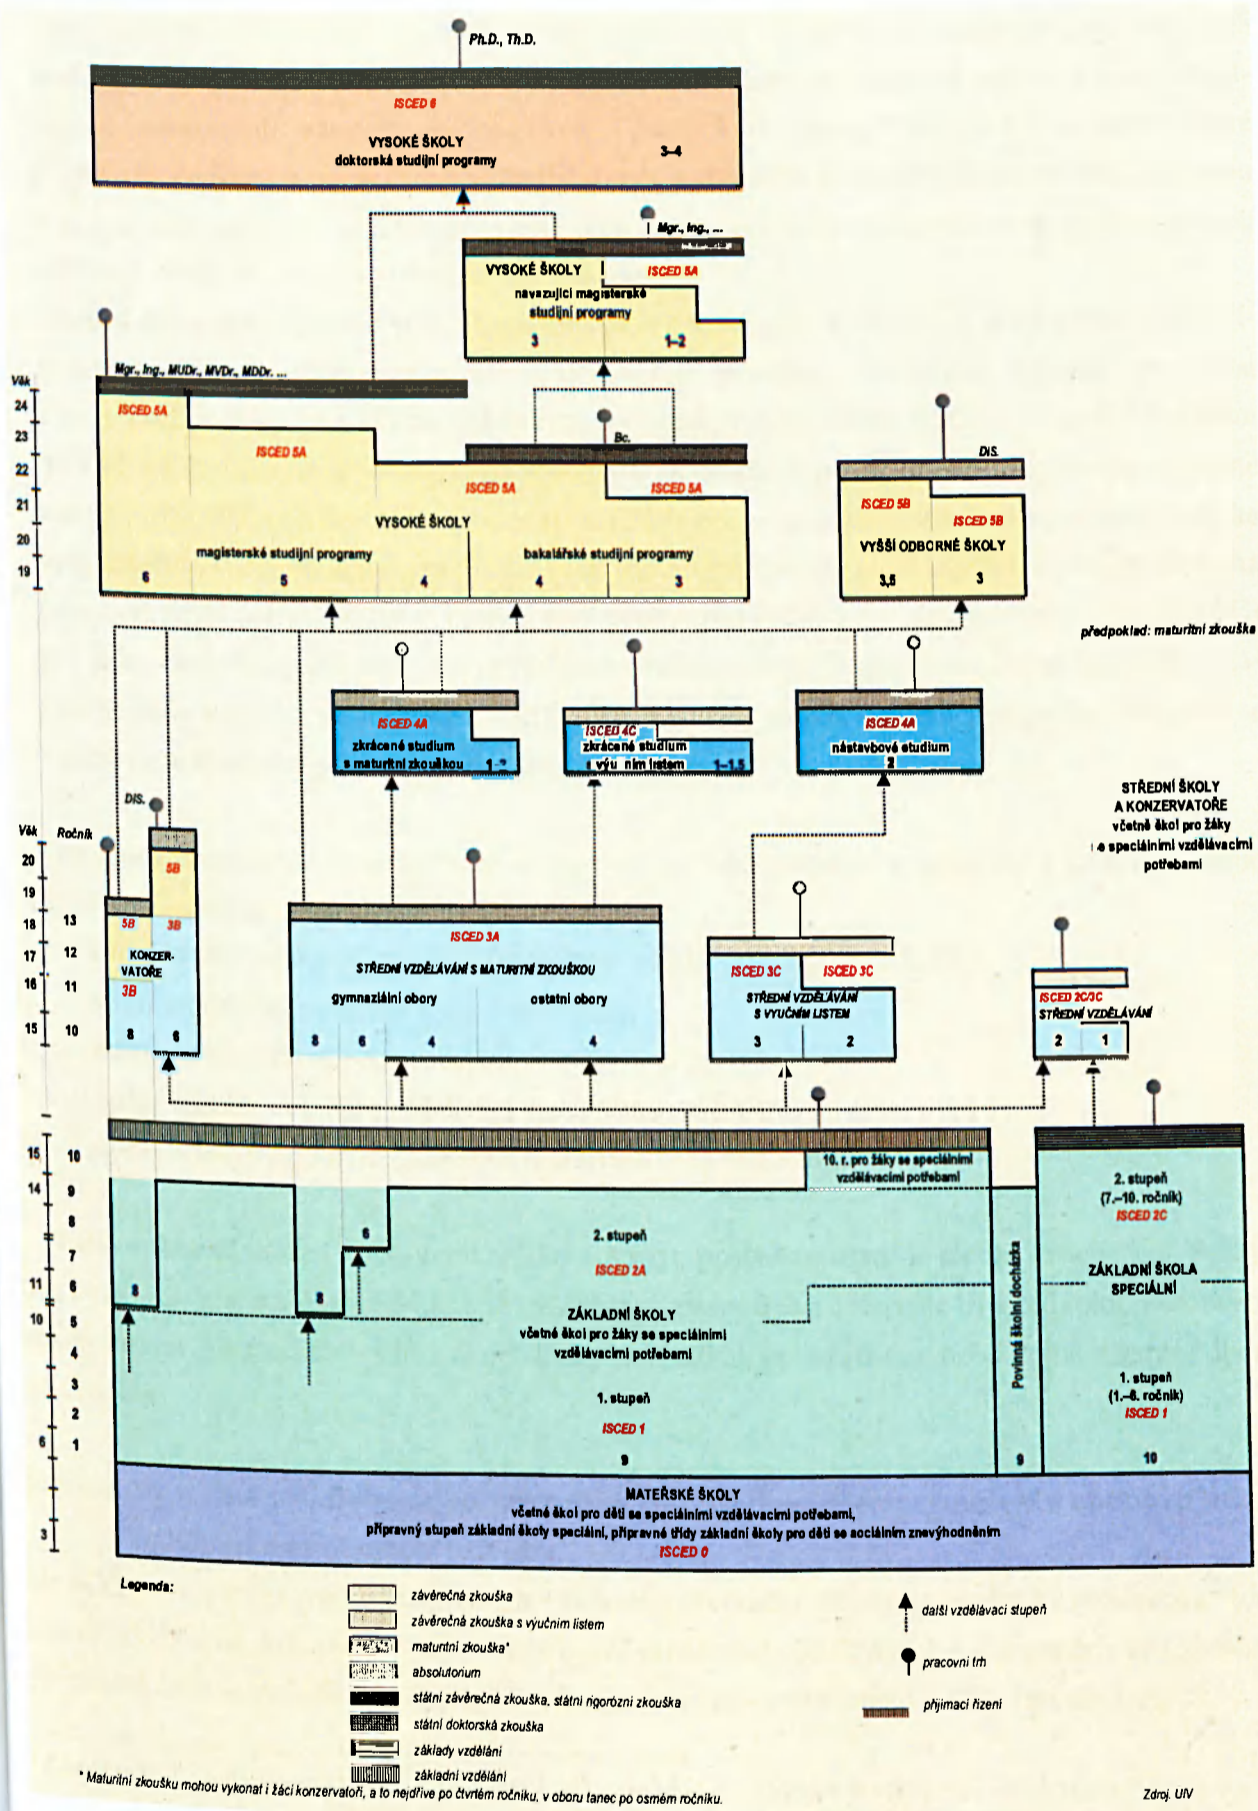 Ph.D., Th.D.
ISCED 6
VYSOKÉ ŠKOLY
doktorská studijní programy
3–4
Mgr., Ing., ...
VYSOKÉ ŠKOLY
ISCED 5A
navazující magisterské
studijní programy
3
1–2
Mgr., Ing., MUDr., MVDr., MDDr. ...
Věk
24
23
22
21
20
19
ISCED 5A
ISCED 5A
Bc.
ISCED 5A
ISCED 5A
VYSOKÉ ŠKOLY
magisterské studijní programy
bakalářské studijní programy
6
5
4
4
3
DiS.
ISCED 5B
ISCED 5B
VYŠŠÍ ODBORNÉ ŠKOLY
3,5
3
předpoklad: maturitní zkouška
ISCED 4A
zkrácené studium
s maturitní zkouškou
ISCED 4C
zkrácené studium
1–1,5
ISCED 4A
nástavbové studium
2
STŘEDNÍ ŠKOLY
A KONZERVATOŘE
včetně škol pro žáky
se speciálními vzdělávacími
potřebami
Věk
Ročník
20
19
18 13
17 12
16 11
15 10
DiS.
5B
5B
3B
KONZER-
VATOŘE
3B
8
6
ISCED 3A
STŘEDNÍ VZDĚLÁVÁNÍ S MATURITNÍ ZKOUŠKOU
gymnaziální obory
ostatní obory
8
6
4
4
ISCED 3C
ISCED 3C
STŘEDNÍ VZDĚLÁVÁNÍ
S VYUČNÍM LISTEM
3
2
ISCED 2C/3C
STŘEDNÍ VZDĚLÁVÁNÍ
2
1
15 10
14 9
8
7
11 6
10 5
4
3
2
6 1
3
10. r. pro žáky se speciálními
vzdělávacími potřebami
8
8
6
2. stupeň
ISCED 2A
ZÁKLADNÍ ŠKOLY
včetně škol pro žáky se speciálními
vzdělávacími potřebami
1. stupeň
ISCED 1
9
Povinná školní docházka
9
2. stupeň
(7.–10. ročník)
ISCED 2C
ZÁKLADNÍ ŠKOLA
SPECIÁLNÍ
1. stupeň
(1.–6. ročník)
ISCED 1
10
MATEŘSKÉ ŠKOLY
včetně škol pro děti se speciálními vzdělávacími potřebami,
přípravný stupeň základní školy speciální, přípravné třídy základní školy pro děti se sociálním znevýhodněním
ISCED 0
Legenda:
závěrečná zkouška
závěrečná zkouška s výučním listem
maturitní zkouška*
absolutorium
státní závěrečná zkouška, státní rigorózní zkouška
státní doktorská zkouška
základy vzdělání
základní vzdělání
další vzdělávací stupeň
pracovní trh
přijímací řízení
* Maturitní zkoušku mohou vykonat i žáci konzervatoří, a to nejdříve po čtvrtém ročníku, v oboru tanec po osmém ročníku.
Zdroj. UIV